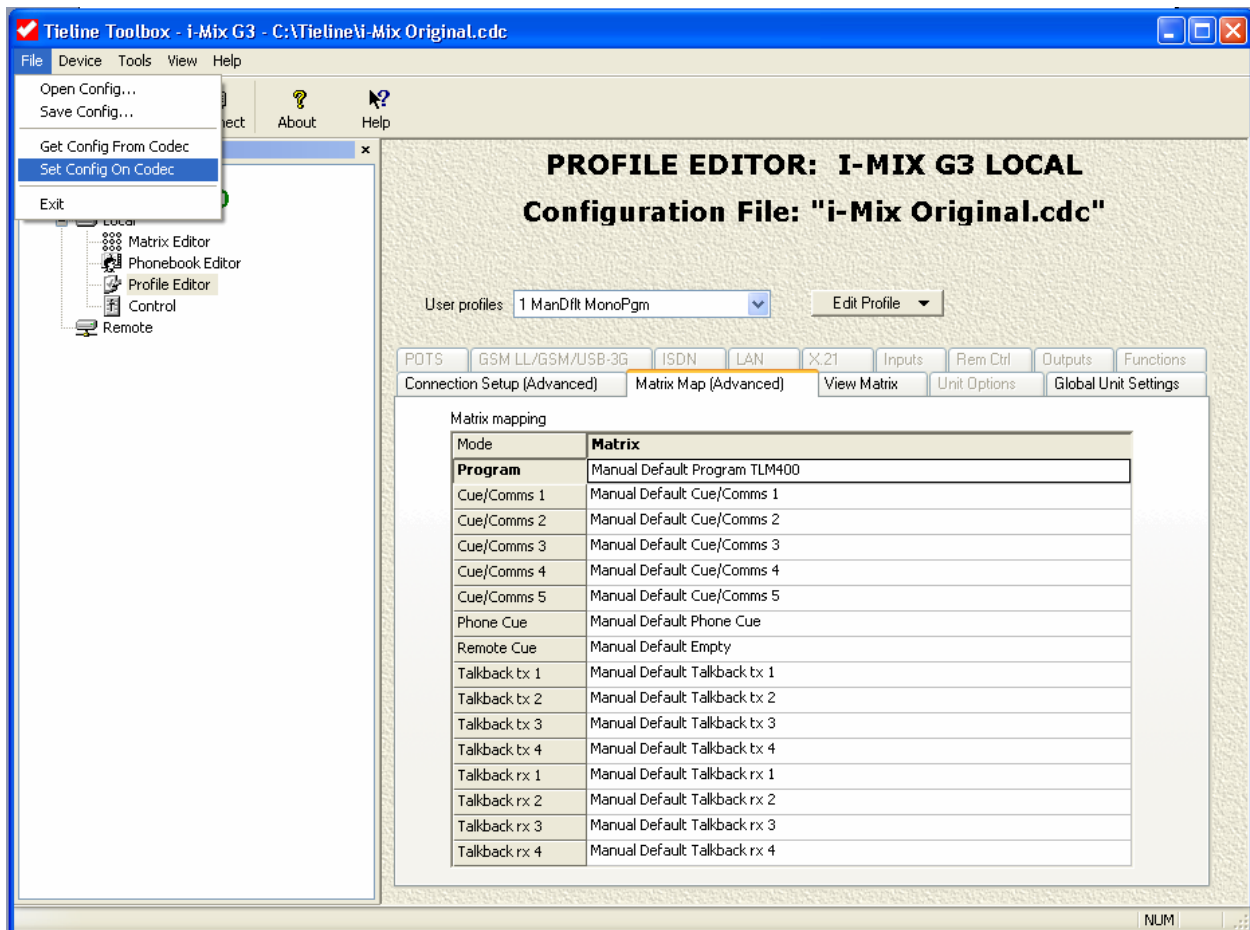 Tieline Toolbox - i-Mix G3 - C:\Tieline\i-Mix Original.cdc
File Device Tools View Help
Open Config...
Save Config...
Get Config From Codec
Set Config On Codec
Exit
About
Help
Matrix Editor
Phonebook Editor
Profile Editor
Control
Remote
PROFILE EDITOR: I-MIX G3 LOCAL
Configuration File: "i-Mix Original.cdc"
User profiles 1 ManDflt MonoPgm Edit Profile
POTS GSM LL/GSM/USB-3G ISDN LAN X.21 Inputs Rem Ctrl Outputs Functions
Connection Setup (Advanced) Matrix Map (Advanced) View Matrix Unit Options Global Unit Settings
Matrix mapping
Mode Matrix
Program Manual Default Program TLM400
Cue/Comms 1 Manual Default Cue/Comms 1
Cue/Comms 2 Manual Default Cue/Comms 2
Cue/Comms 3 Manual Default Cue/Comms 3
Cue/Comms 4 Manual Default Cue/Comms 4
Cue/Comms 5 Manual Default Cue/Comms 5
Phone Cue Manual Default Phone Cue
Remote Cue Manual Default Empty
Talkback tx 1 Manual Default Talkback tx 1
Talkback tx 2 Manual Default Talkback tx 2
Talkback tx 3 Manual Default Talkback tx 3
Talkback tx 4 Manual Default Talkback tx 4
Talkback rx 1 Manual Default Talkback rx 1
Talkback rx 2 Manual Default Talkback rx 2
Talkback rx 3 Manual Default Talkback rx 3
Talkback rx 4 Manual Default Talkback rx 4
NUM